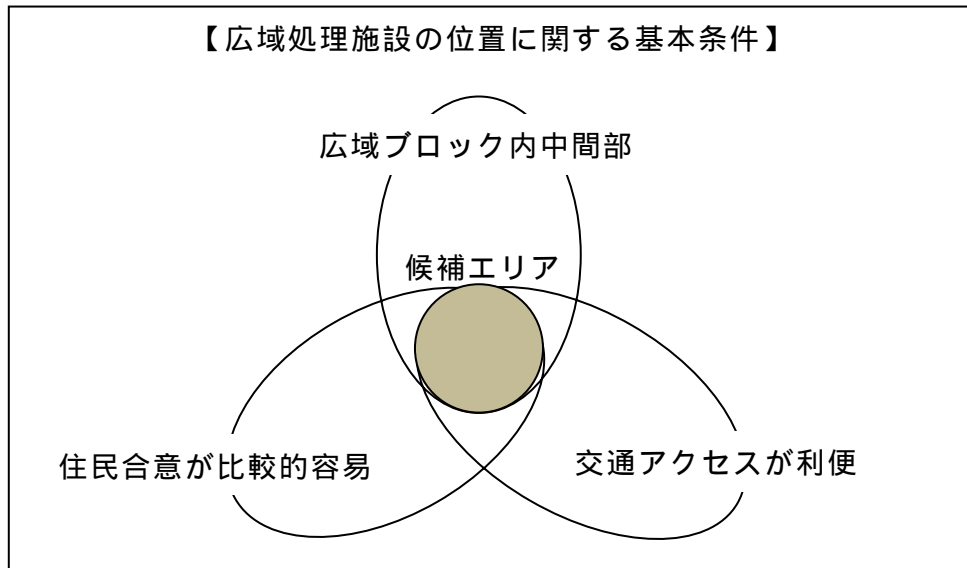 【広域処理施設の位置に関する基本条件】
広域ブロック内中間部
候補エリア
住民合意が比較的容易
交通アクセスが利便